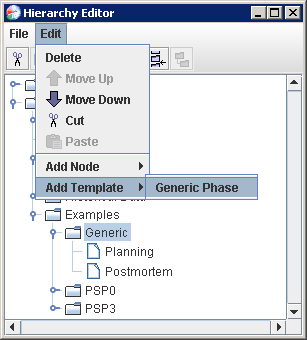 Hierarchy Editor
File Edit
Delete
Move Up
Move Down
Cut
Paste
Add Node
Add Template
Generic Phase
Examples
Generic
Planning
Postmortem
PSP0
PSP3